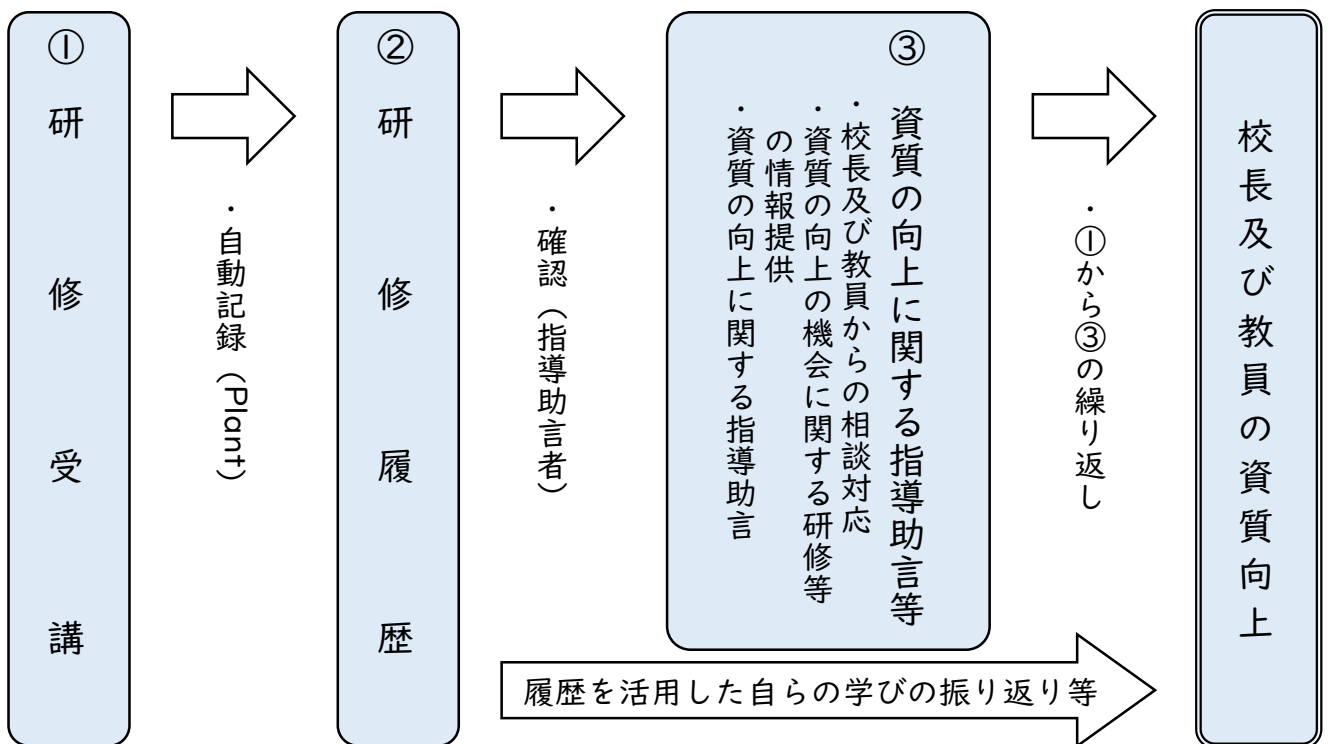 ①
研修受講
・自動記録（Plant）
②
研修履歴
・確認（指導助言者）
③
資質の向上に関する指導助言等
・校長及び教員からの相談対応
・資質の向上の機会に関する研修等
の情報提供
・資質の向上に関する指導助言
・①から③の繰り返し
履歴を活用した自らの学びの振り返り等
校長及び教員の資質向上